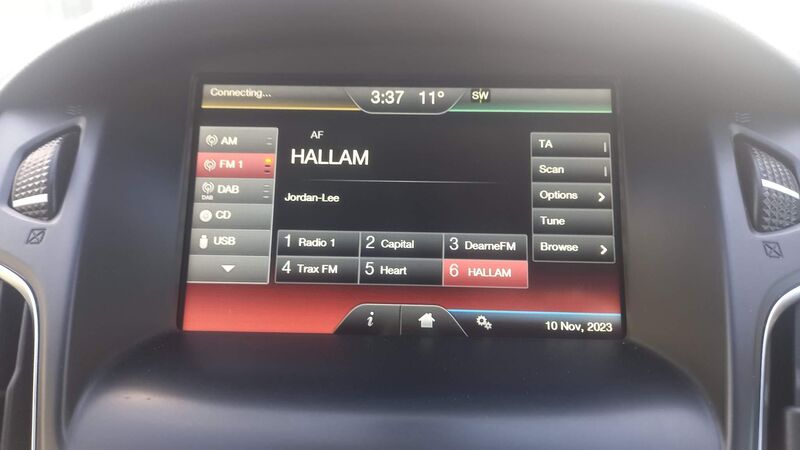 Connecting...
3:37 11° SW
AM
FM 1
DAB
DAB
CD
USB
AF
HALLAM
Jordan-Lee
1 Radio 1
2 Capital
3 DearneFM
4 Trax FM
5 Heart
6 HALLAM
TA
Scan
Options
Tune
Browse
i
10 Nov, 2023